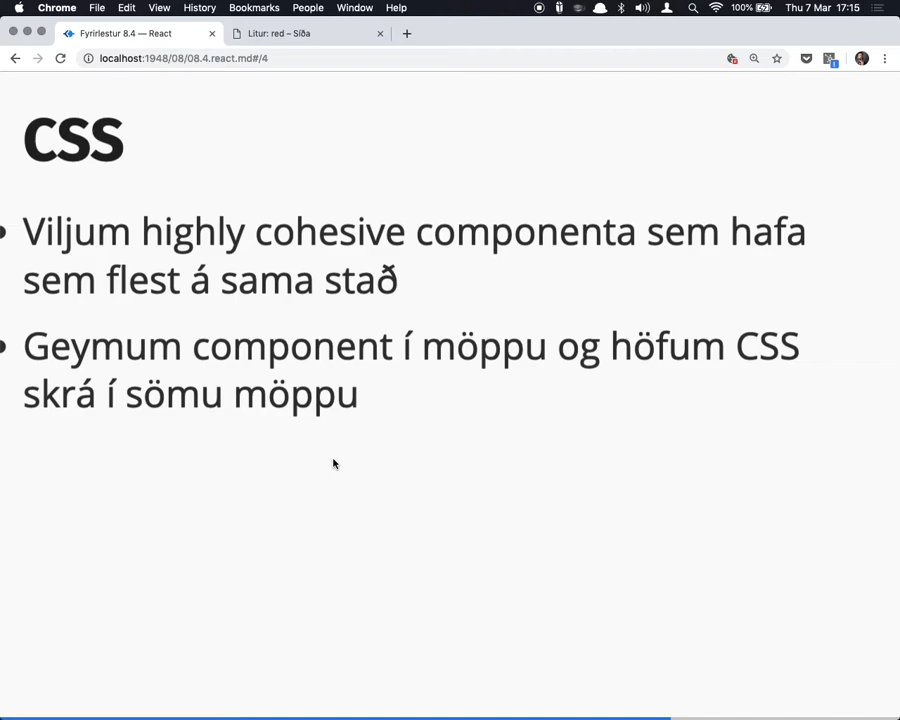 Chrome File Edit View History Bookmarks People Window Help 100% Thu 7 Mar 17:15
Fyrirlestur 8.4 — React Litur: red – Síða
localhost:1948/08/08.4.react.md#/4
CSS
• Viljum highly cohesive componenta sem hafa
sem flest á sama stað
• Geymum component í möppu og höfum CSS
skrá í sömu möppu